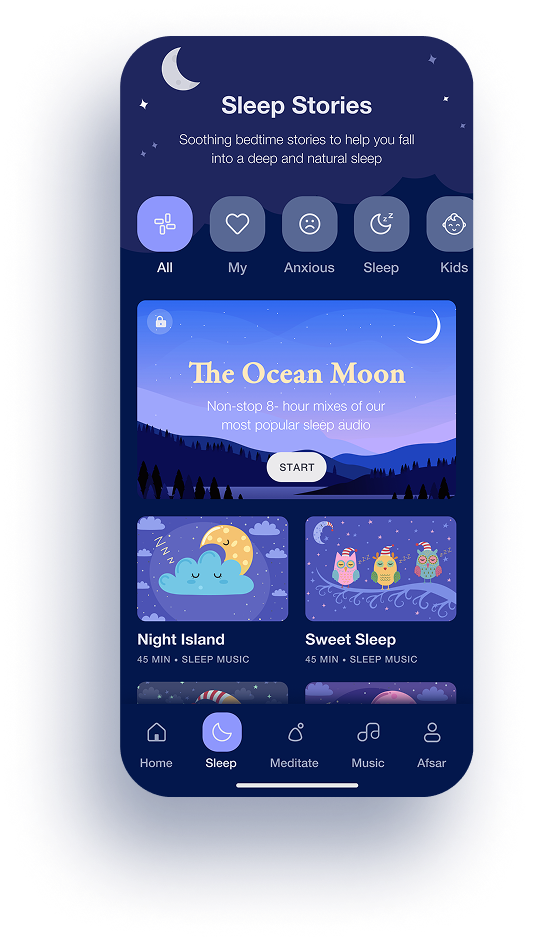 Sleep Stories
Soothing bedtime stories to help you fall
into a deep and natural sleep
z z
All
My
Anxious
Sleep
Kids
The Ocean Moon
Non-stop 8- hour mixes of our
most popular sleep audio
START
Z Z Z Z
z z z
z z z
z z z
Night Island
Sweet Sleep
45 MIN • SLEEP MUSIC
45 MIN • SLEEP MUSIC
Home
Sleep
Meditate
Music
Afsar